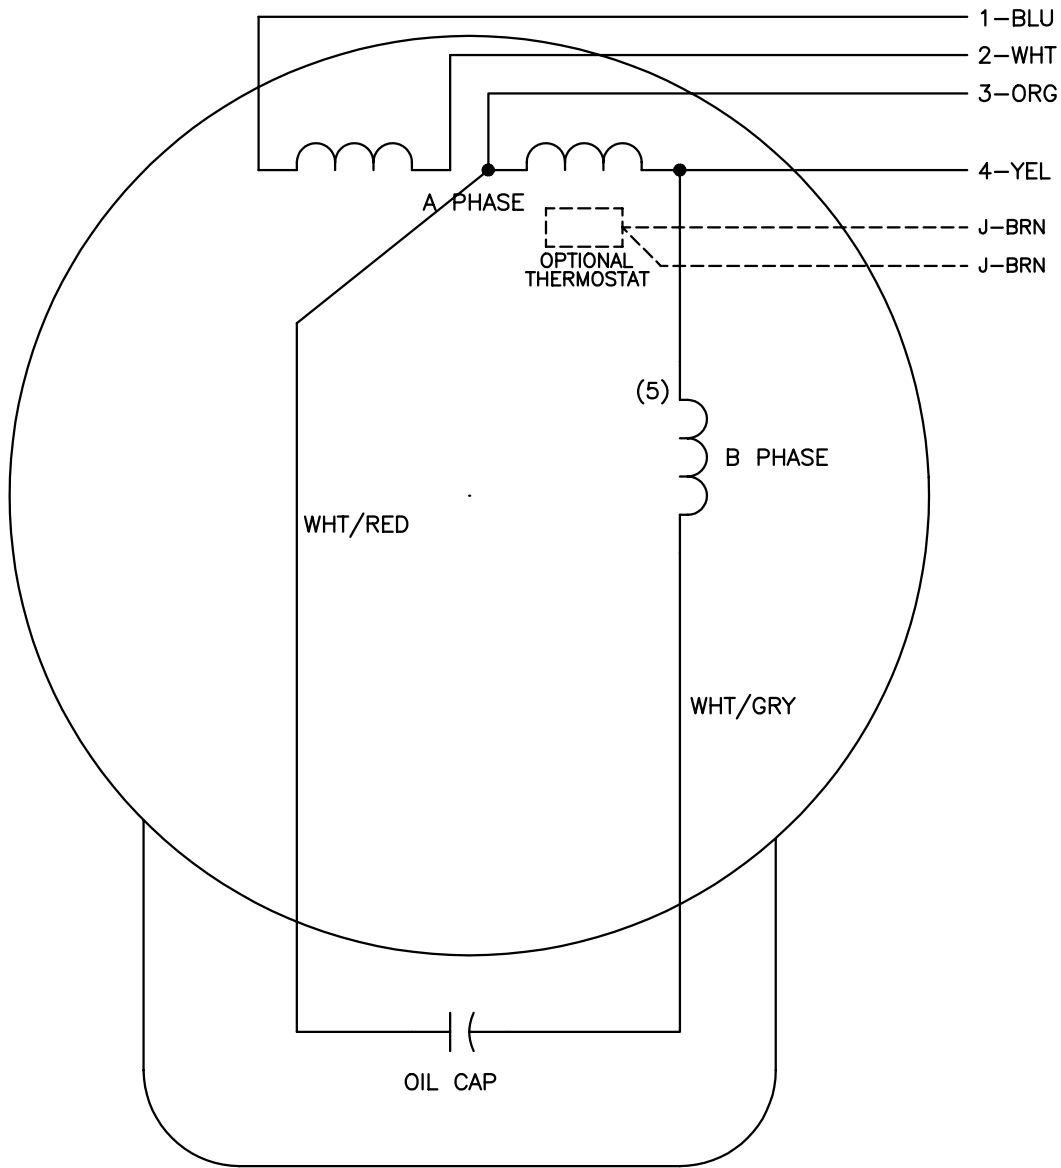 1-BLU
2-WHT
3-ORG
4-YEL
A PHASE
J-BRN
OPTIONAL
THERMOSTAT
J-BRN
(5)
B PHASE
WHT/RED
WHT/GRY
OIL CAP